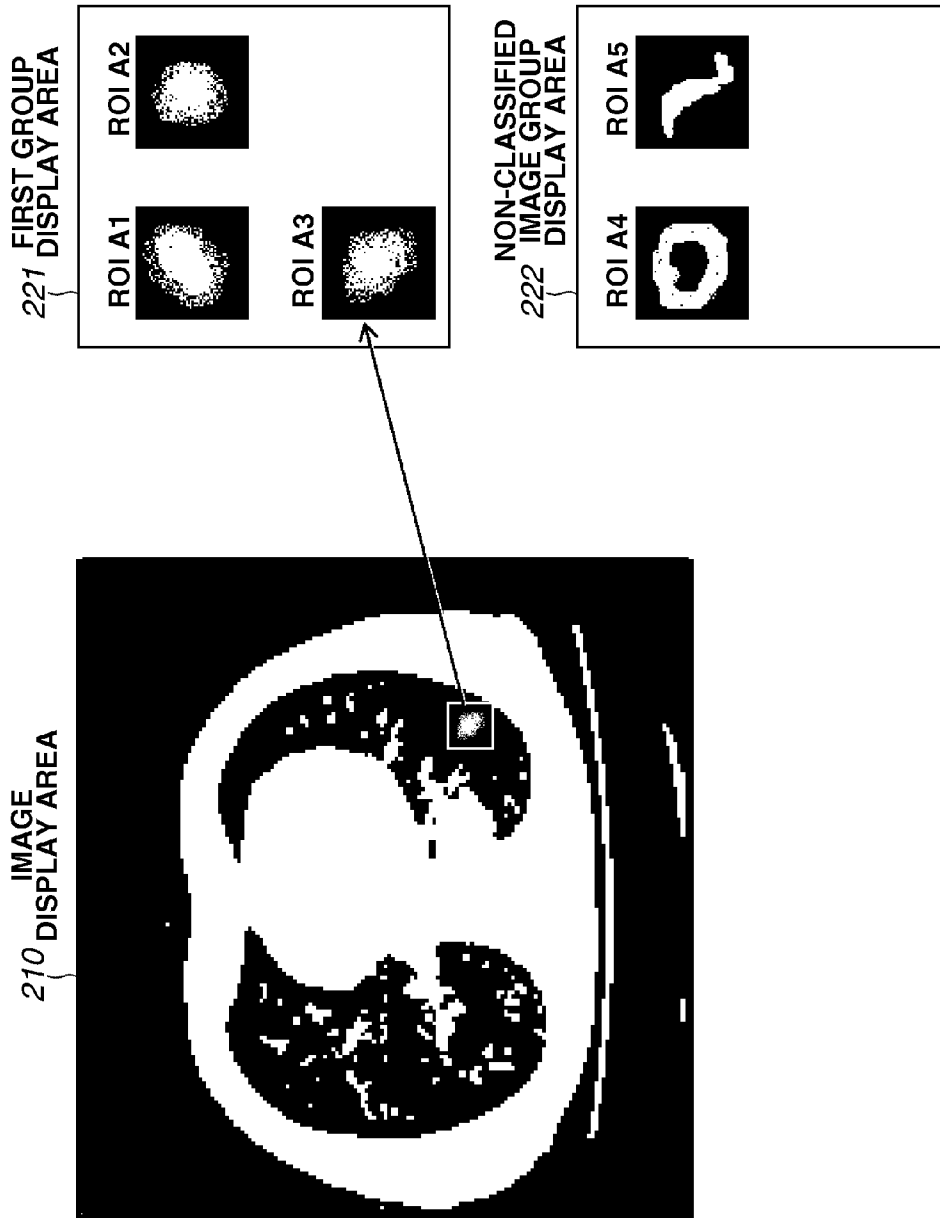 210
IMAGE
DISPLAY AREA
221
FIRST GROUP
DISPLAY AREA
ROI A1
ROI A2
ROI A3
222
NON-CLASSIFIED
IMAGE GROUP
DISPLAY AREA
ROI A4
ROI A5